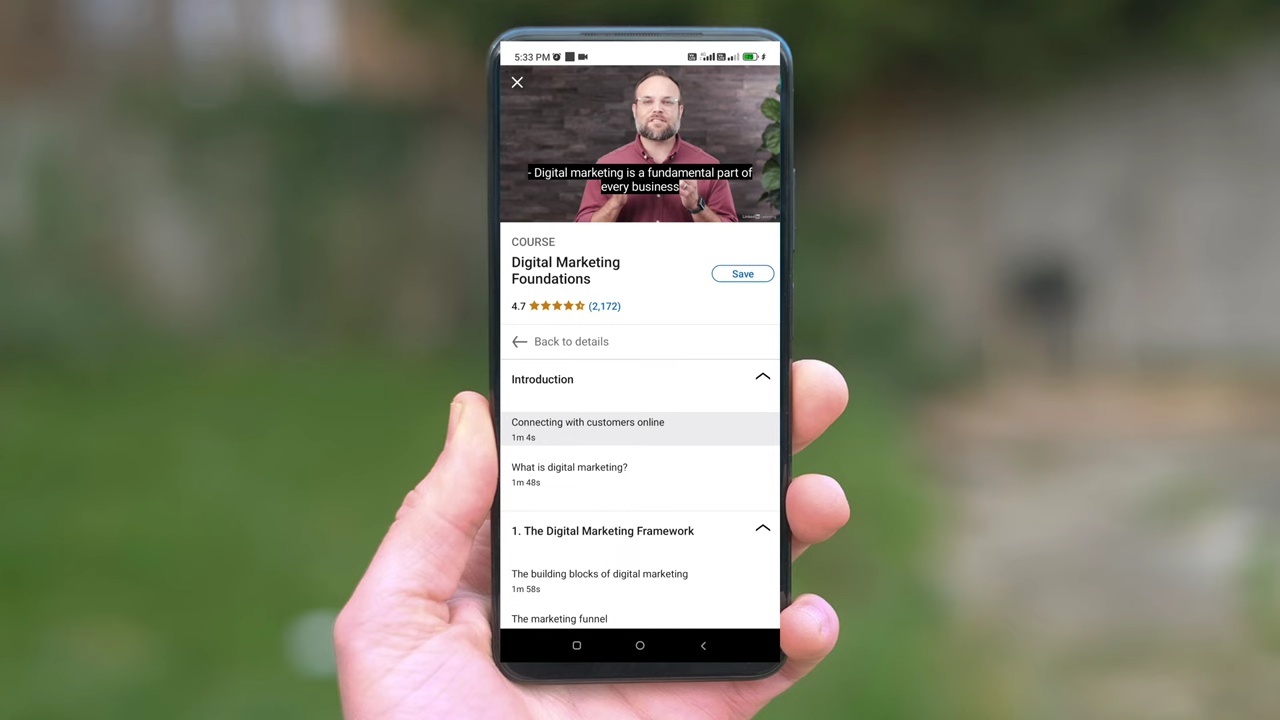 5:33 PM
- Digital marketing is a fundamental part of
every business
LinkedIn Learning
COURSE
Digital Marketing
Foundations
Save
4.7 (2,172)
Back to details
Introduction
Connecting with customers online
1m 4s
What is digital marketing?
1m 48s
1. The Digital Marketing Framework
The building blocks of digital marketing
1m 58s
The marketing funnel